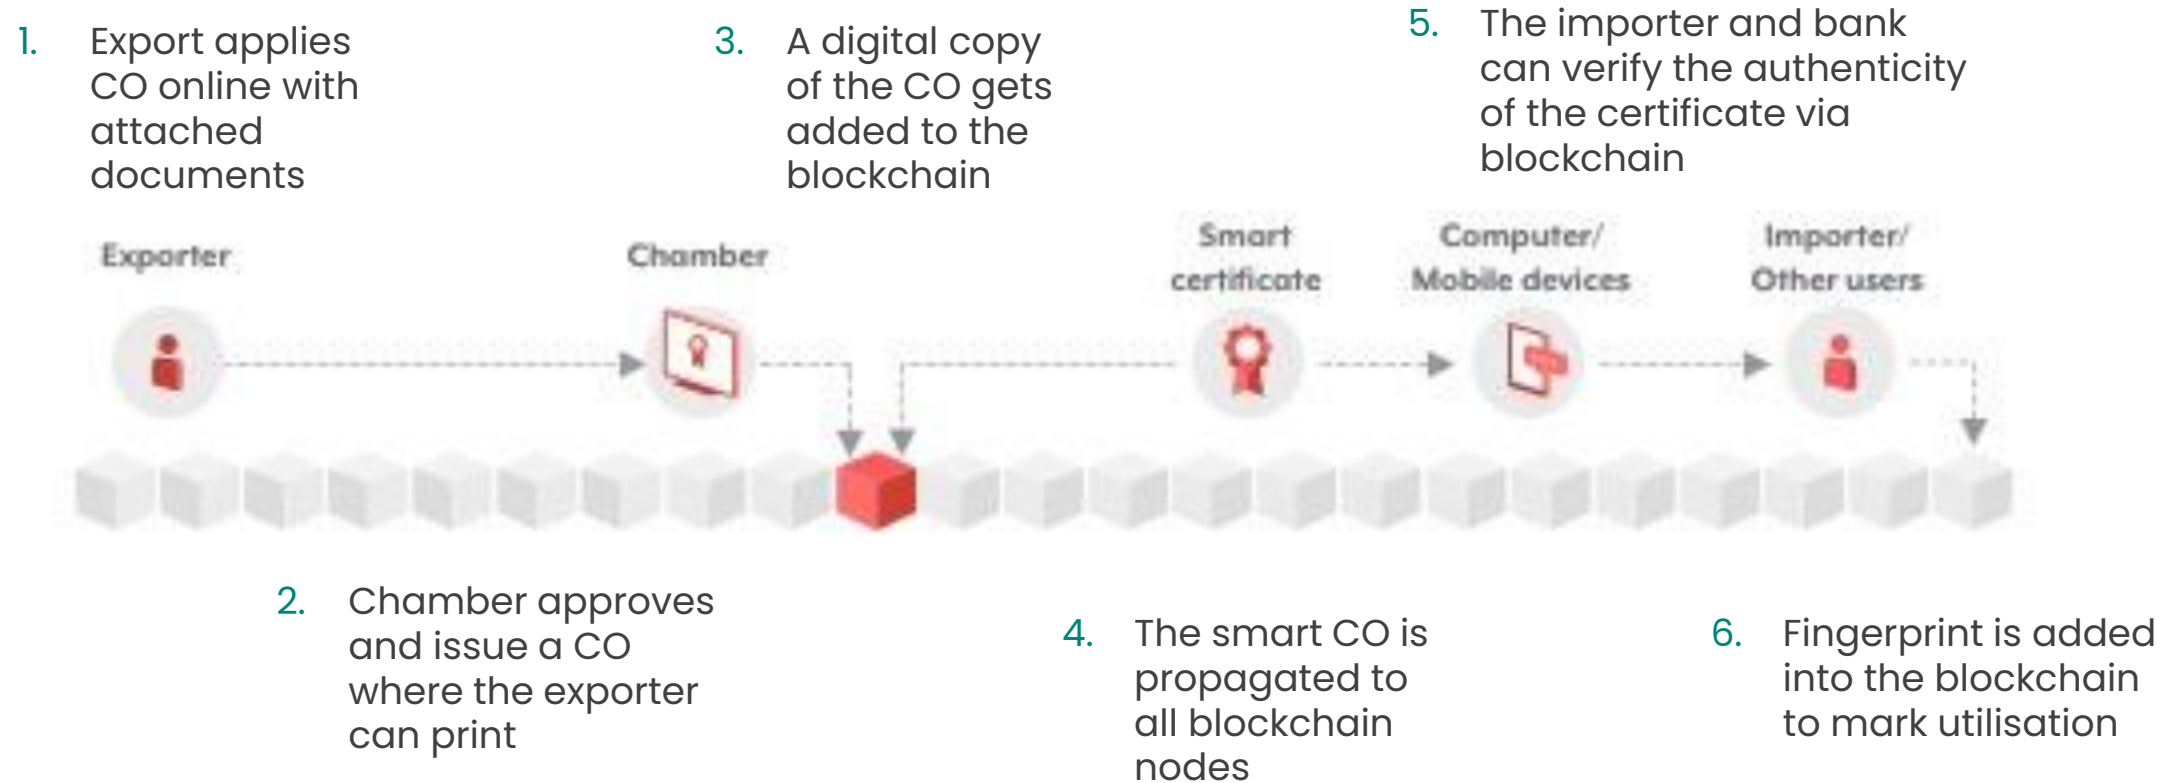 1. Export applies
CO online with
attached
documents
3. A digital copy
of the CO gets
added to the
blockchain
5. The importer and bank
can verify the authenticity
of the certificate via
blockchain
Exporter
Chamber
Smart
certificate
Computer/
Mobile devices
Importer/
Other users
2. Chamber approves
and issue a CO
where the exporter
can print
4. The smart CO is
propagated to
all blockchain
nodes
6. Fingerprint is added
into the blockchain
to mark utilisation